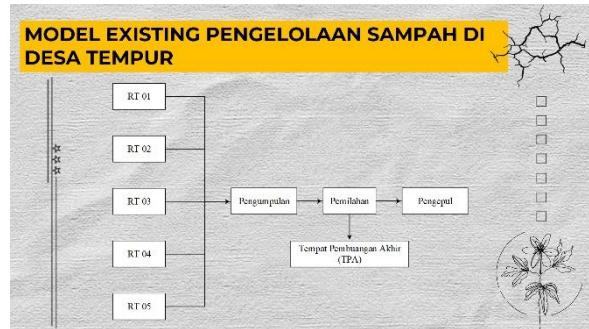 MODEL EXISTING PENGELOLAAN SAMPAH DI
DESA TEMPUR
RT 01
RT 02
RT 03
Pengumpulan
Pemilahan
Pengepul
RT 04
Tempat Pembuangan Akhir
(TPA)
RT 05